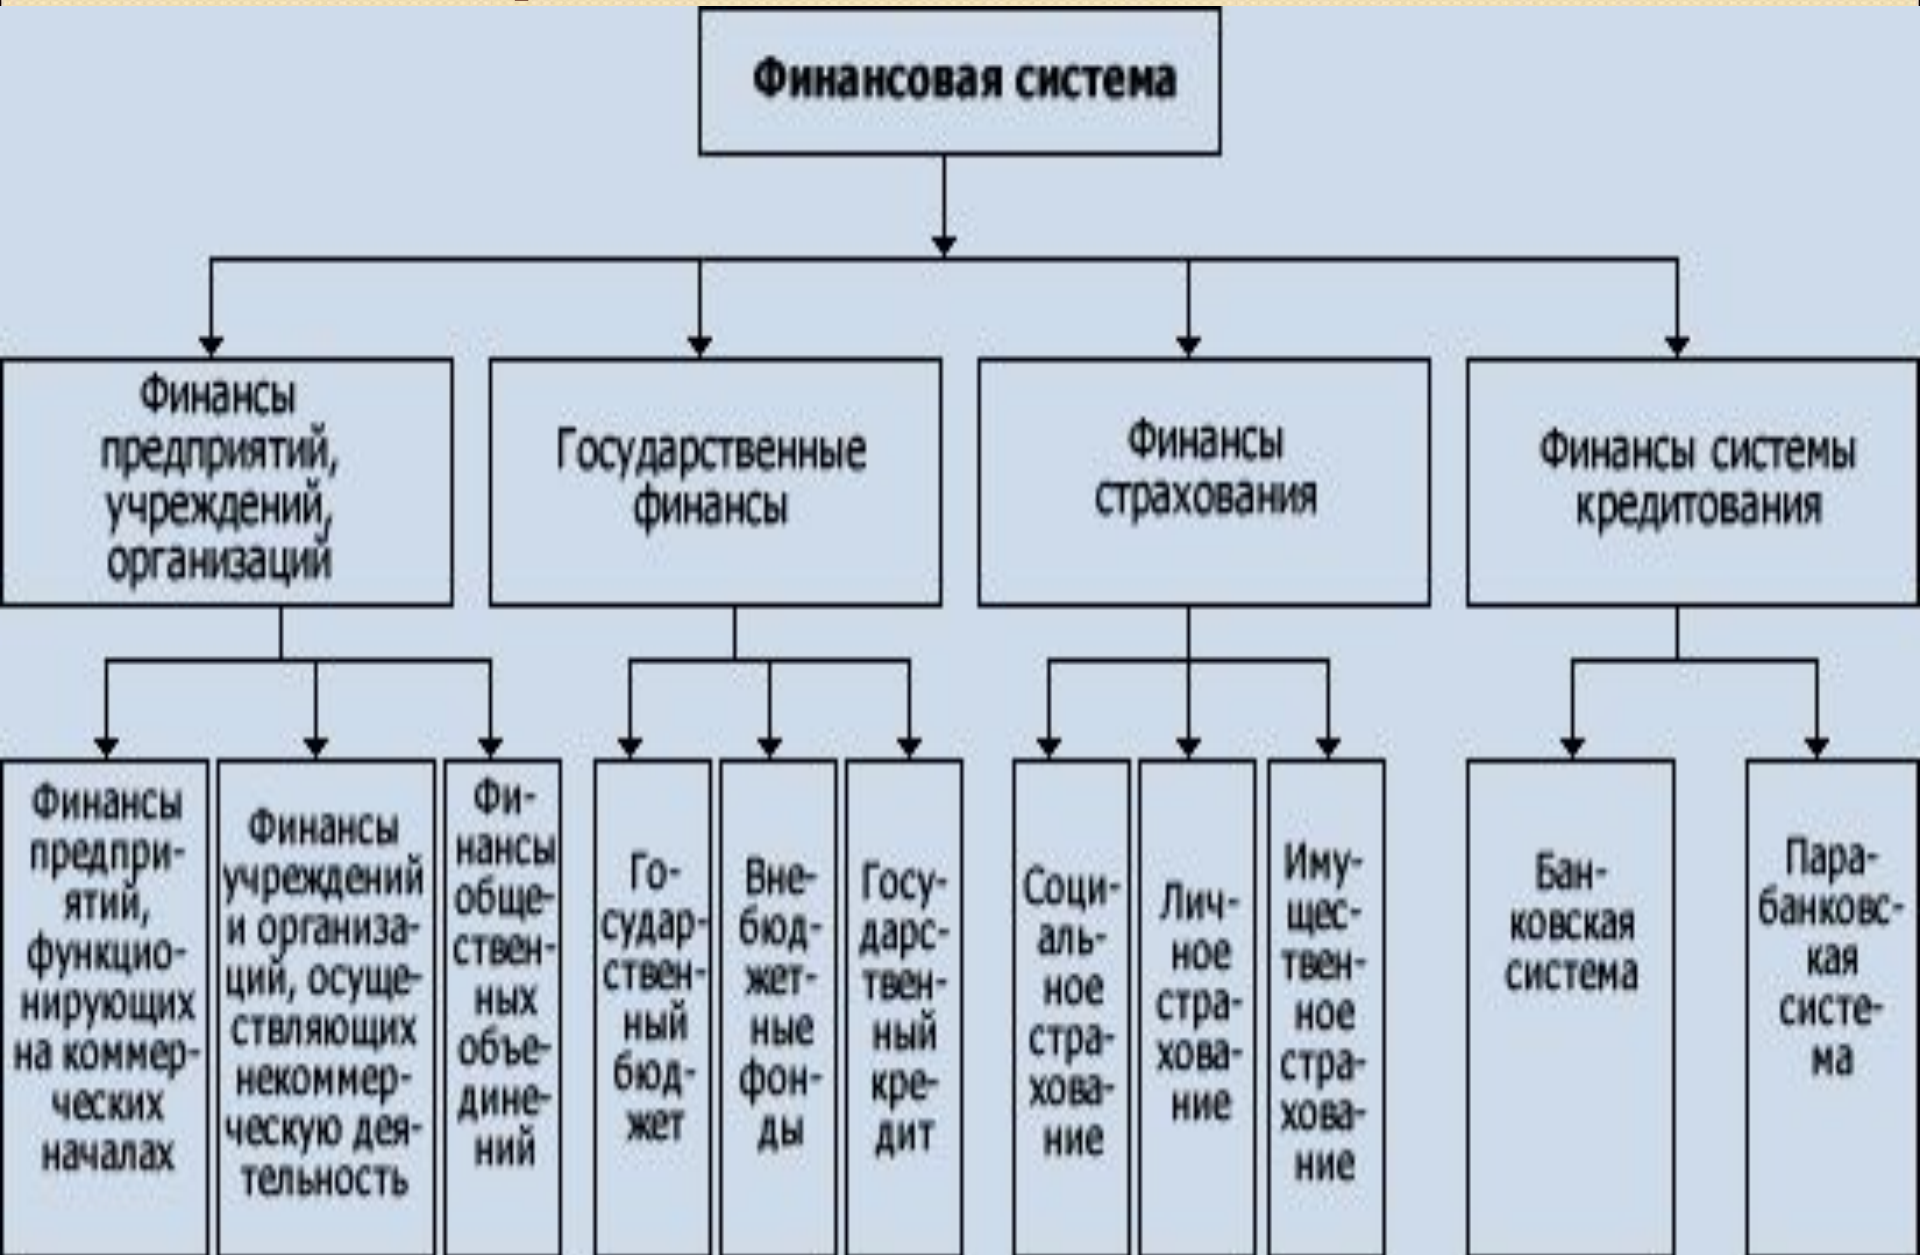 Финансовая система
Финансы
предприятий,
учреждений,
организаций
Государственные
финансы
Финансы
страхования
Финансы системы
кредитования
Финансы
предпри-
ятий,
функцио-
нирующих
на коммер-
ческих
началах
Финансы
учреждений
и организа-
ций, осуще-
ствляющих
некоммер-
ческую дея-
тельность
Фи-
нансы
обще-
ствен-
ных
объе-
дине-
ний
Го-
судар-
ствен-
ный
бюд-
жет
Вне-
бюд-
жет-
ные
фон-
ды
Госу-
дарс-
твен-
ный
кре-
дит
Соци-
аль-
ное
стра-
хова-
ние
Лич-
ное
стра-
хова-
ние
Иму-
щес-
твен-
ное
стра-
хова-
ние
Бан-
ковская
система
Пара-
банковс-
кая
систе-
ма